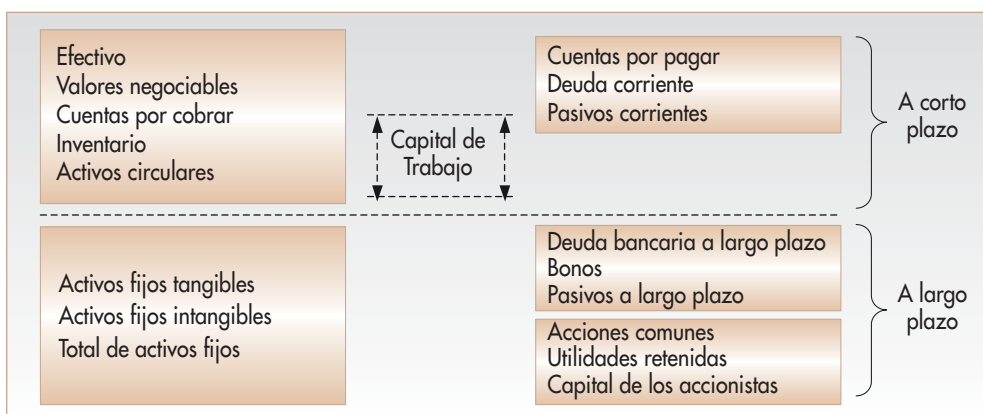 Efectivo
Valores negociables
Cuentas por cobrar
Inventario
Activos circulares
Capital de
Trabajo
Cuentas por pagar
Deuda corriente
Pasivos corrientes
A corto
plazo
Activos fijos tangibles
Activos fijos intangibles
Total de activos fijos
Deuda bancaria a largo plazo
Bonos
Pasivos a largo plazo
Acciones comunes
Utilidades retenidas
Capital de los accionistas
A largo
plazo